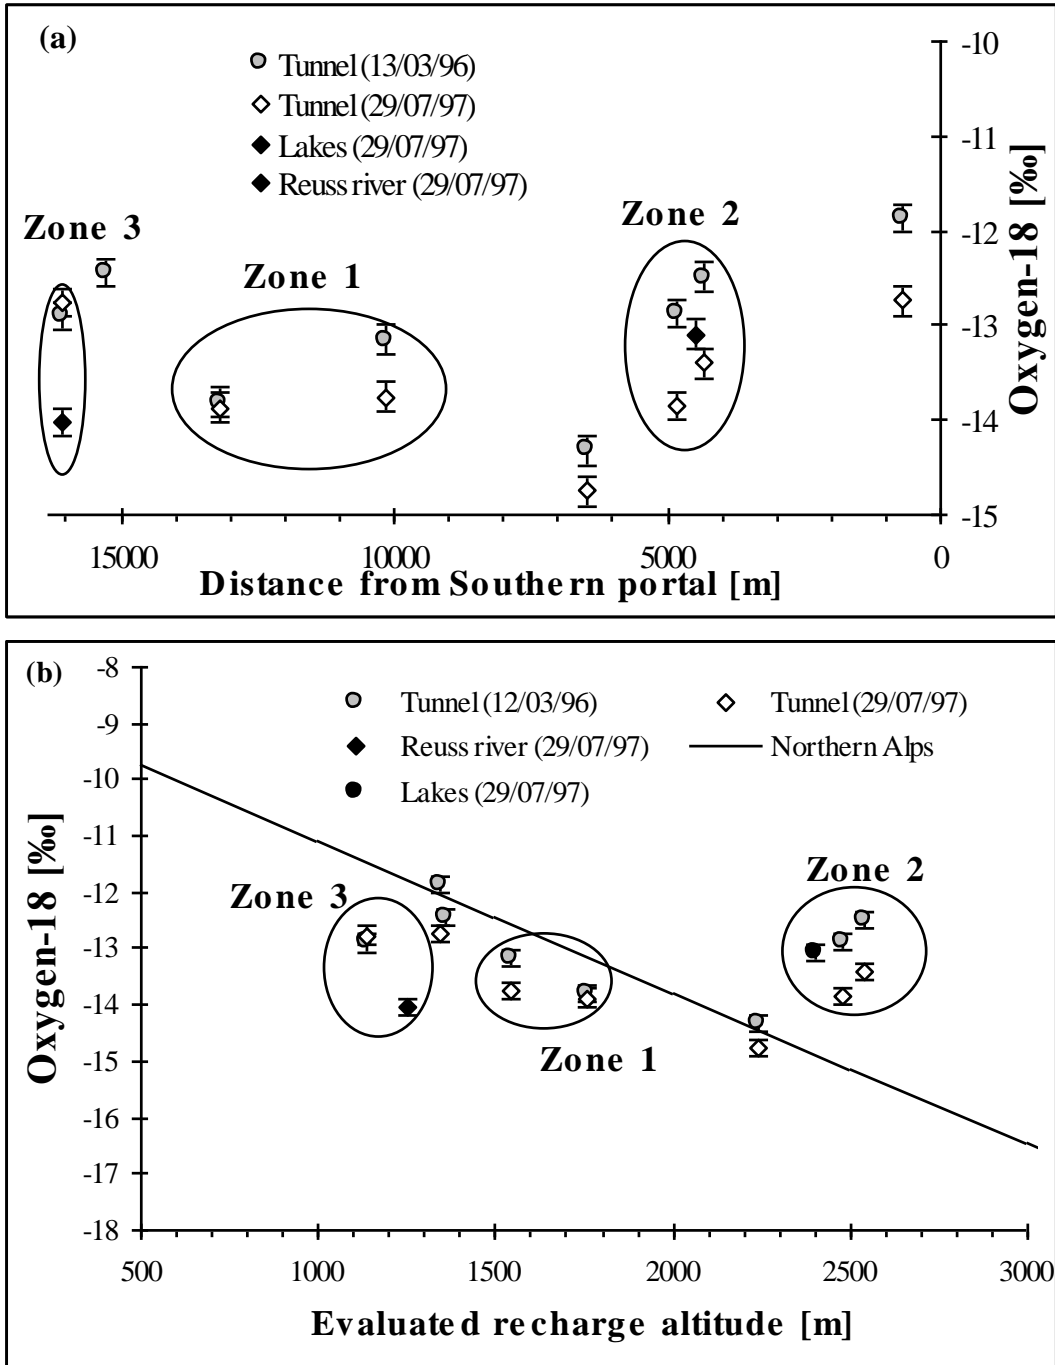 (a)
Tunnel (13/03/96)
Tunnel (29/07/97)
Lakes (29/07/97)
Reuss river (29/07/97)
Zone 3
Zone 1
Zone 2
-10
-11
-12
-13
-14
-15
Oxygen-18 [‰]
15000 10000 5000 0
Distance from Southern portal [m]
(b)
Tunnel (12/03/96) Tunnel (29/07/97)
Reuss river (29/07/97) Northern Alps
Lakes (29/07/97)
-8
-9
-10
-11
-12
-13
-14
-15
-16
-17
-18
Oxygen-18 [‰]
Zone 3
Zone 2
Zone 1
500 1000 1500 2000 2500 3000
Evaluated recharge altitude [m]